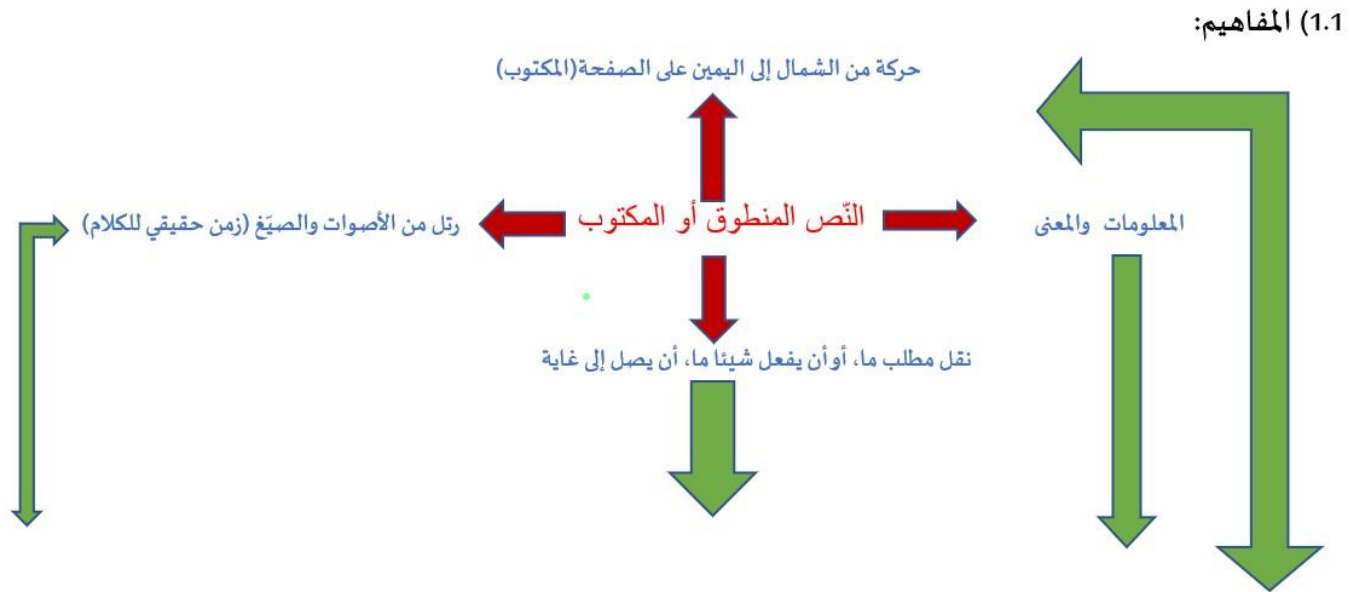 1.1) المفاهيم:
حركة من الشمال إلى اليمين على الصفحة(المكتوب)
المعلومات والمعنى
النّص المنطوق أو المكتوب
رتل من الأصوات والصيَغ (زمن حقيقي للكلام)
نقل مطلب ما، أوأن يفعل شيئا ما، أن يصل إلى غاية